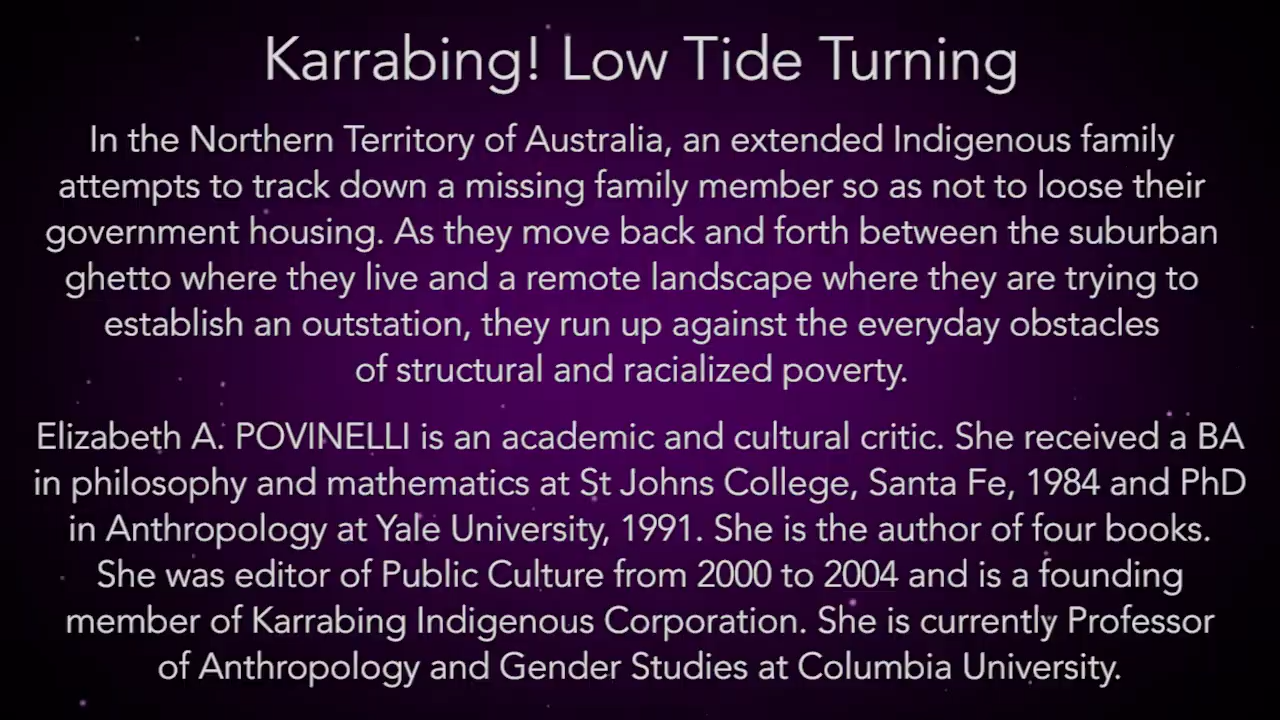 Karrabing! Low Tide Turning
In the Northern Territory of Australia, an extended Indigenous family
attempts to track down a missing family member so as not to loose their
government housing. As they move back and forth between the suburban
ghetto where they live and a remote landscape where they are trying to
establish an outstation, they run up against the everyday obstacles
of structural and racialized poverty.
Elizabeth A. POVINELLI is an academic and cultural critic. She received a BA
in philosophy and mathematics at St Johns College, Santa Fe, 1984 and PhD
in Anthropology at Yale University, 1991. She is the author of four books.
She was editor of Public Culture from 2000 to 2004 and is a founding
member of Karrabing Indigenous Corporation. She is currently Professor
of Anthropology and Gender Studies at Columbia University.